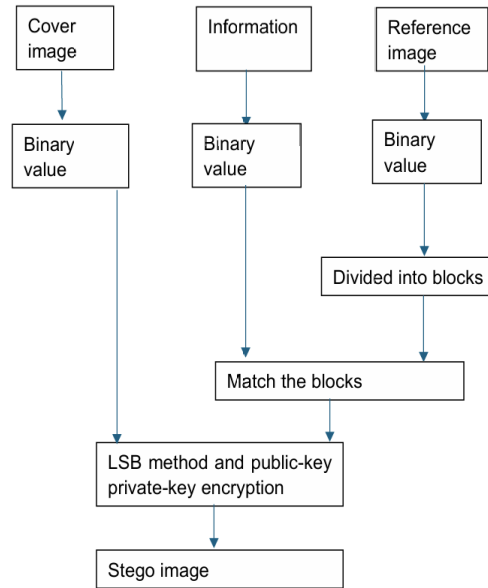 Cover
image
Information
Reference
image
Binary
value
Binary
value
Binary
value
Divided into blocks
Match the blocks
LSB method and public-key
private-key encryption
Stego image